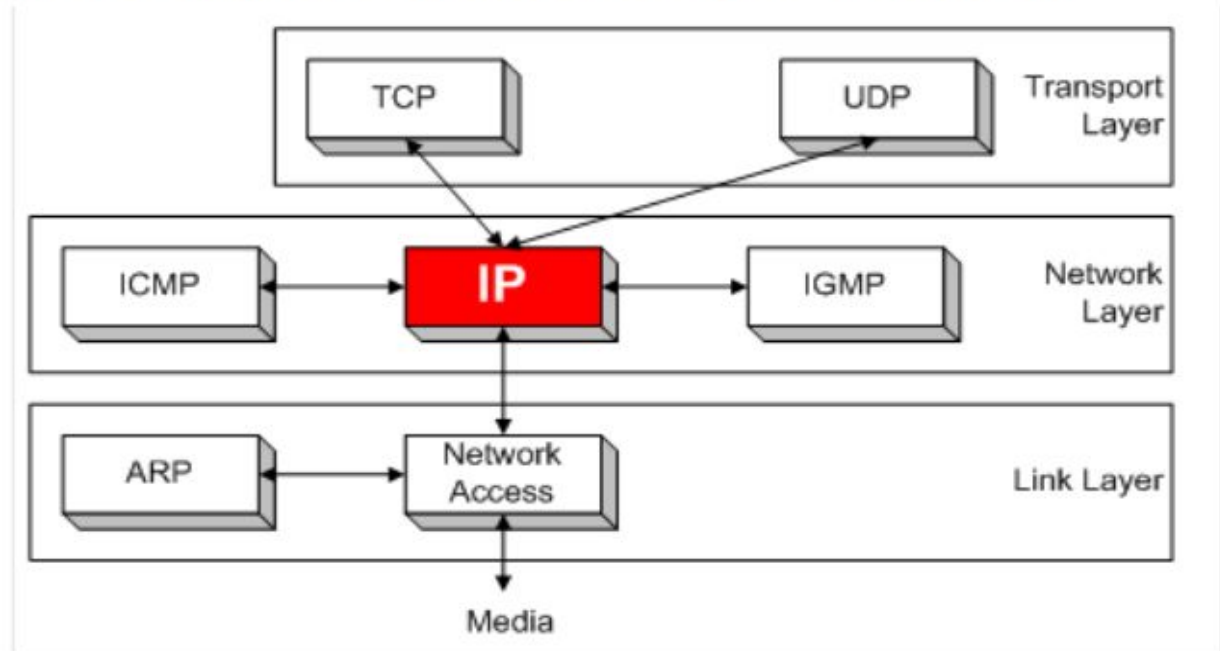 TCP
UDP
Transport
Layer
ICMP
IP
IGMP
Network
Layer
ARP
Network
Access
Link Layer
Media